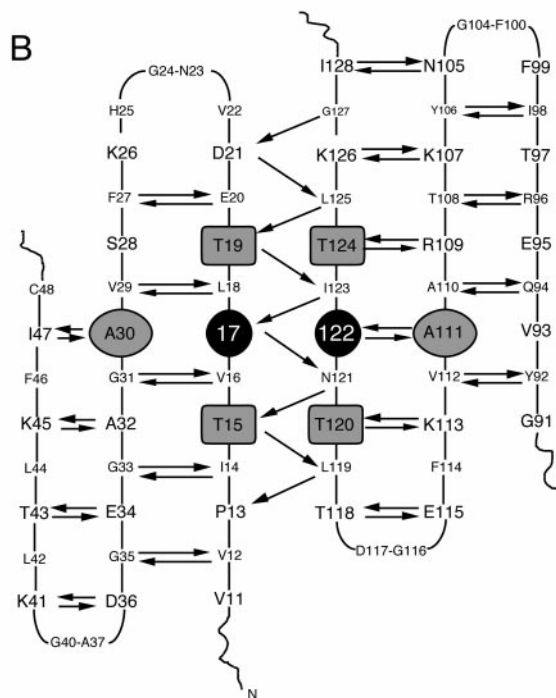 B
G24-N23
G104-F100
I128 N105 F99
H25 V22 G127 Y106 I98
K26 D21 K126 K107 T97
F27 E20 L125 T108 R96
S28 T19 T124 R109 E95
C48 V29 L18 I123 A110 Q94
I47 A30 17 122 A111 V93
F46 G31 V16 N121 V112 Y92
K45 A32 T15 T120 K113 G91
L44 G33 I14 L119 F114
T43 E34 P13 T118 E115
L42 G35 V12 D117-G116
K41 D36 V11
G40-A37
N